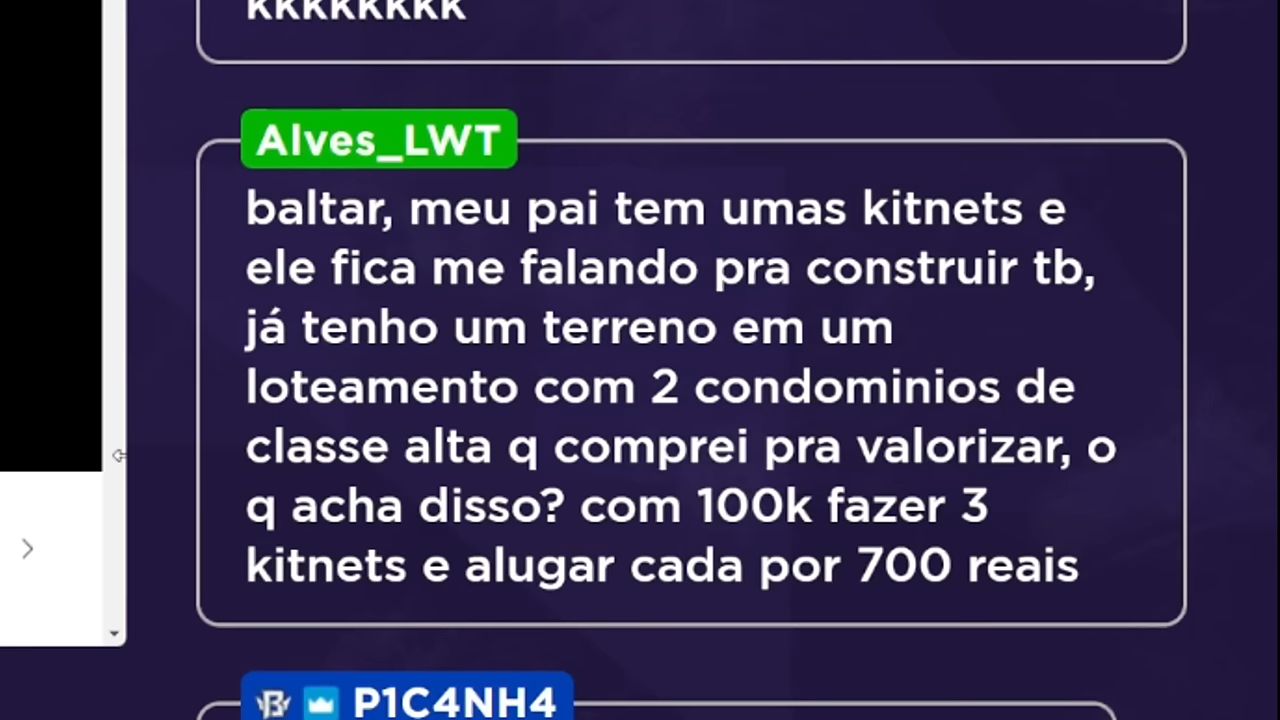 kkkkkkkk
Alves_LWT
baltar, meu pai tem umas kitnets e
ele fica me falando pra construir tb,
já tenho um terreno em um
loteamento com 2 condominios de
classe alta q comprei pra valorizar, o
q acha disso? com 100k fazer 3
kitnets e alugar cada por 700 reais
P1C4NH4